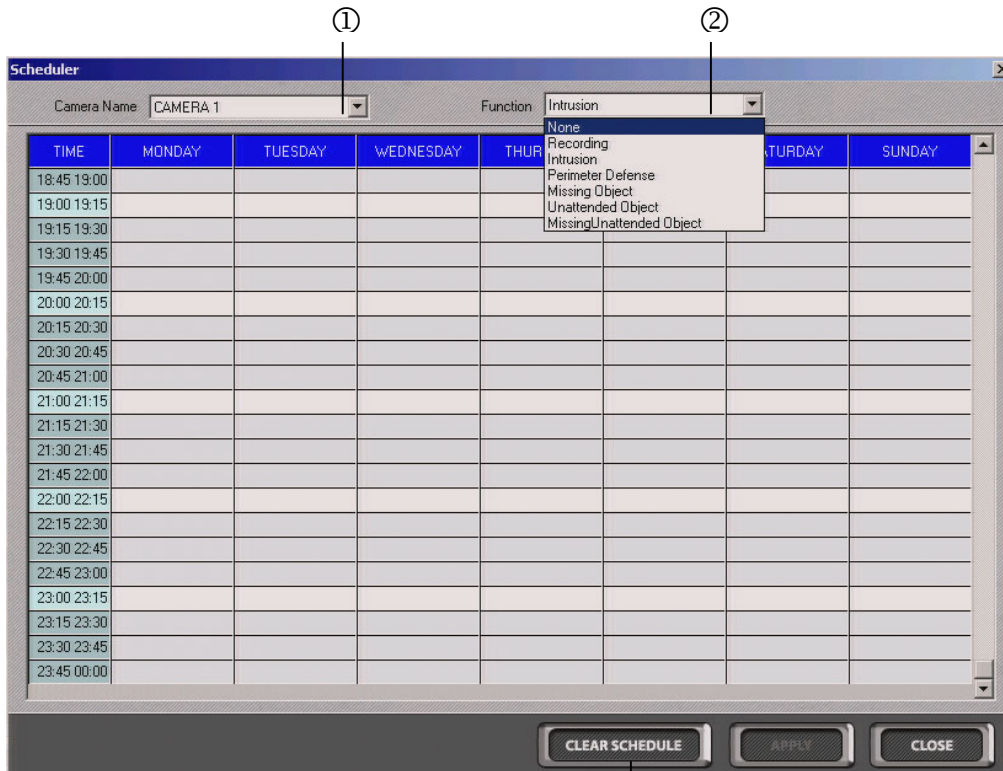 ① ②
Scheduler
Camera Name CAMERA 1 Function Intrusion
None
Recording
Intrusion
Perimeter Defense
Missing Object
Unattended Object
MissingUnattended Object
TIME MONDAY TUESDAY WEDNESDAY THUR TURDAY SUNDAY
18:45 19:00
19:00 19:15
19:15 19:30
19:30 19:45
19:45 20:00
20:00 20:15
20:15 20:30
20:30 20:45
20:45 21:00
21:00 21:15
21:15 21:30
21:30 21:45
21:45 22:00
22:00 22:15
22:15 22:30
22:30 22:45
22:45 23:00
23:00 23:15
23:15 23:30
23:30 23:45
23:45 00:00
CLEAR SCHEDULE APPLY CLOSE